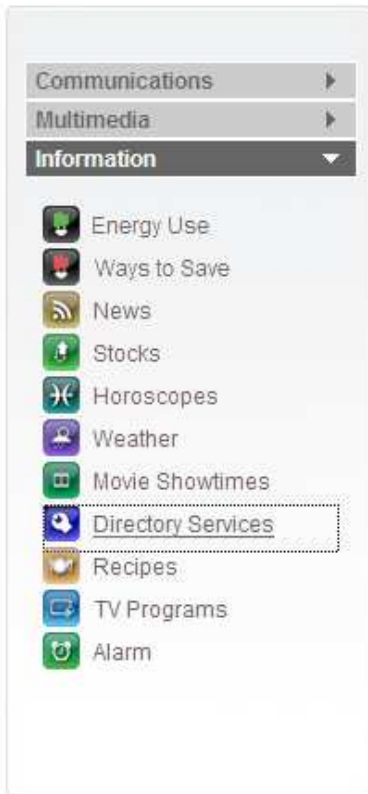 Communications
Multimedia
Information
Energy Use
Ways to Save
News
Stocks
Horoscopes
Weather
Movie Showtimes
Directory Services
Recipes
TV Programs
Alarm